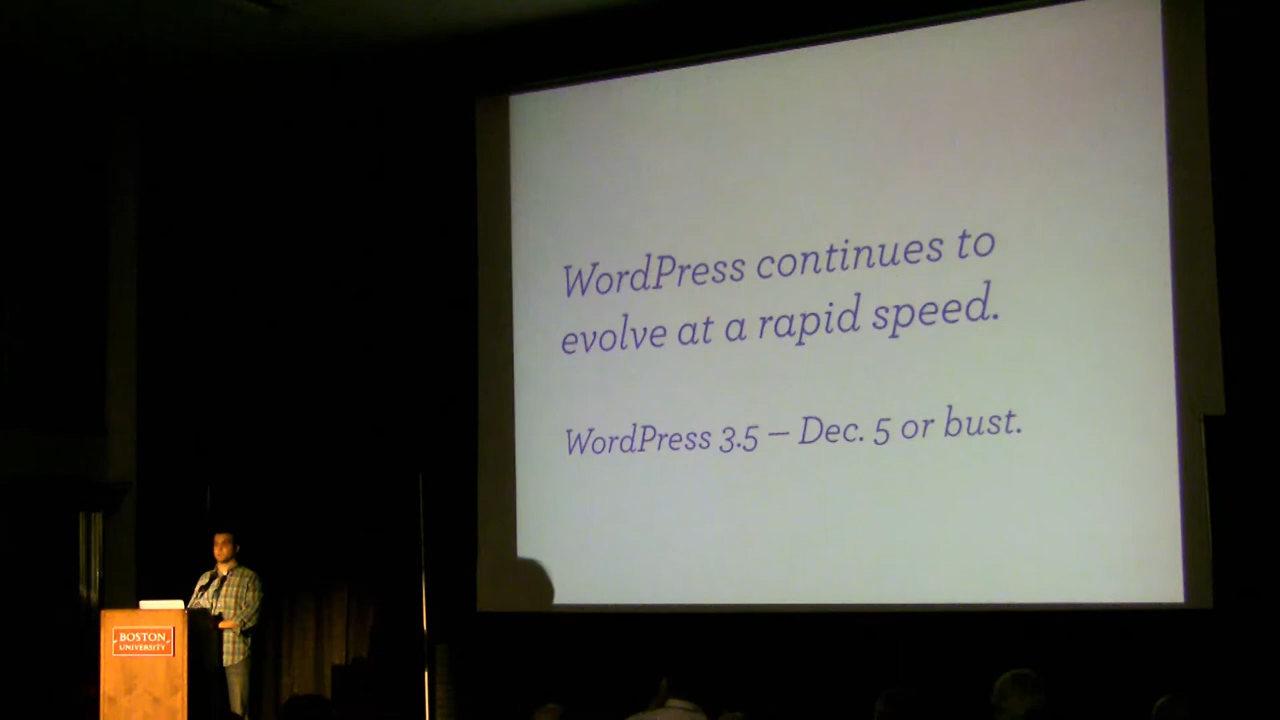 WordPress continues to
evolve at a rapid speed.
WordPress 3.5 – Dec. 5 or bust.
BOSTON
UNIVERSITY